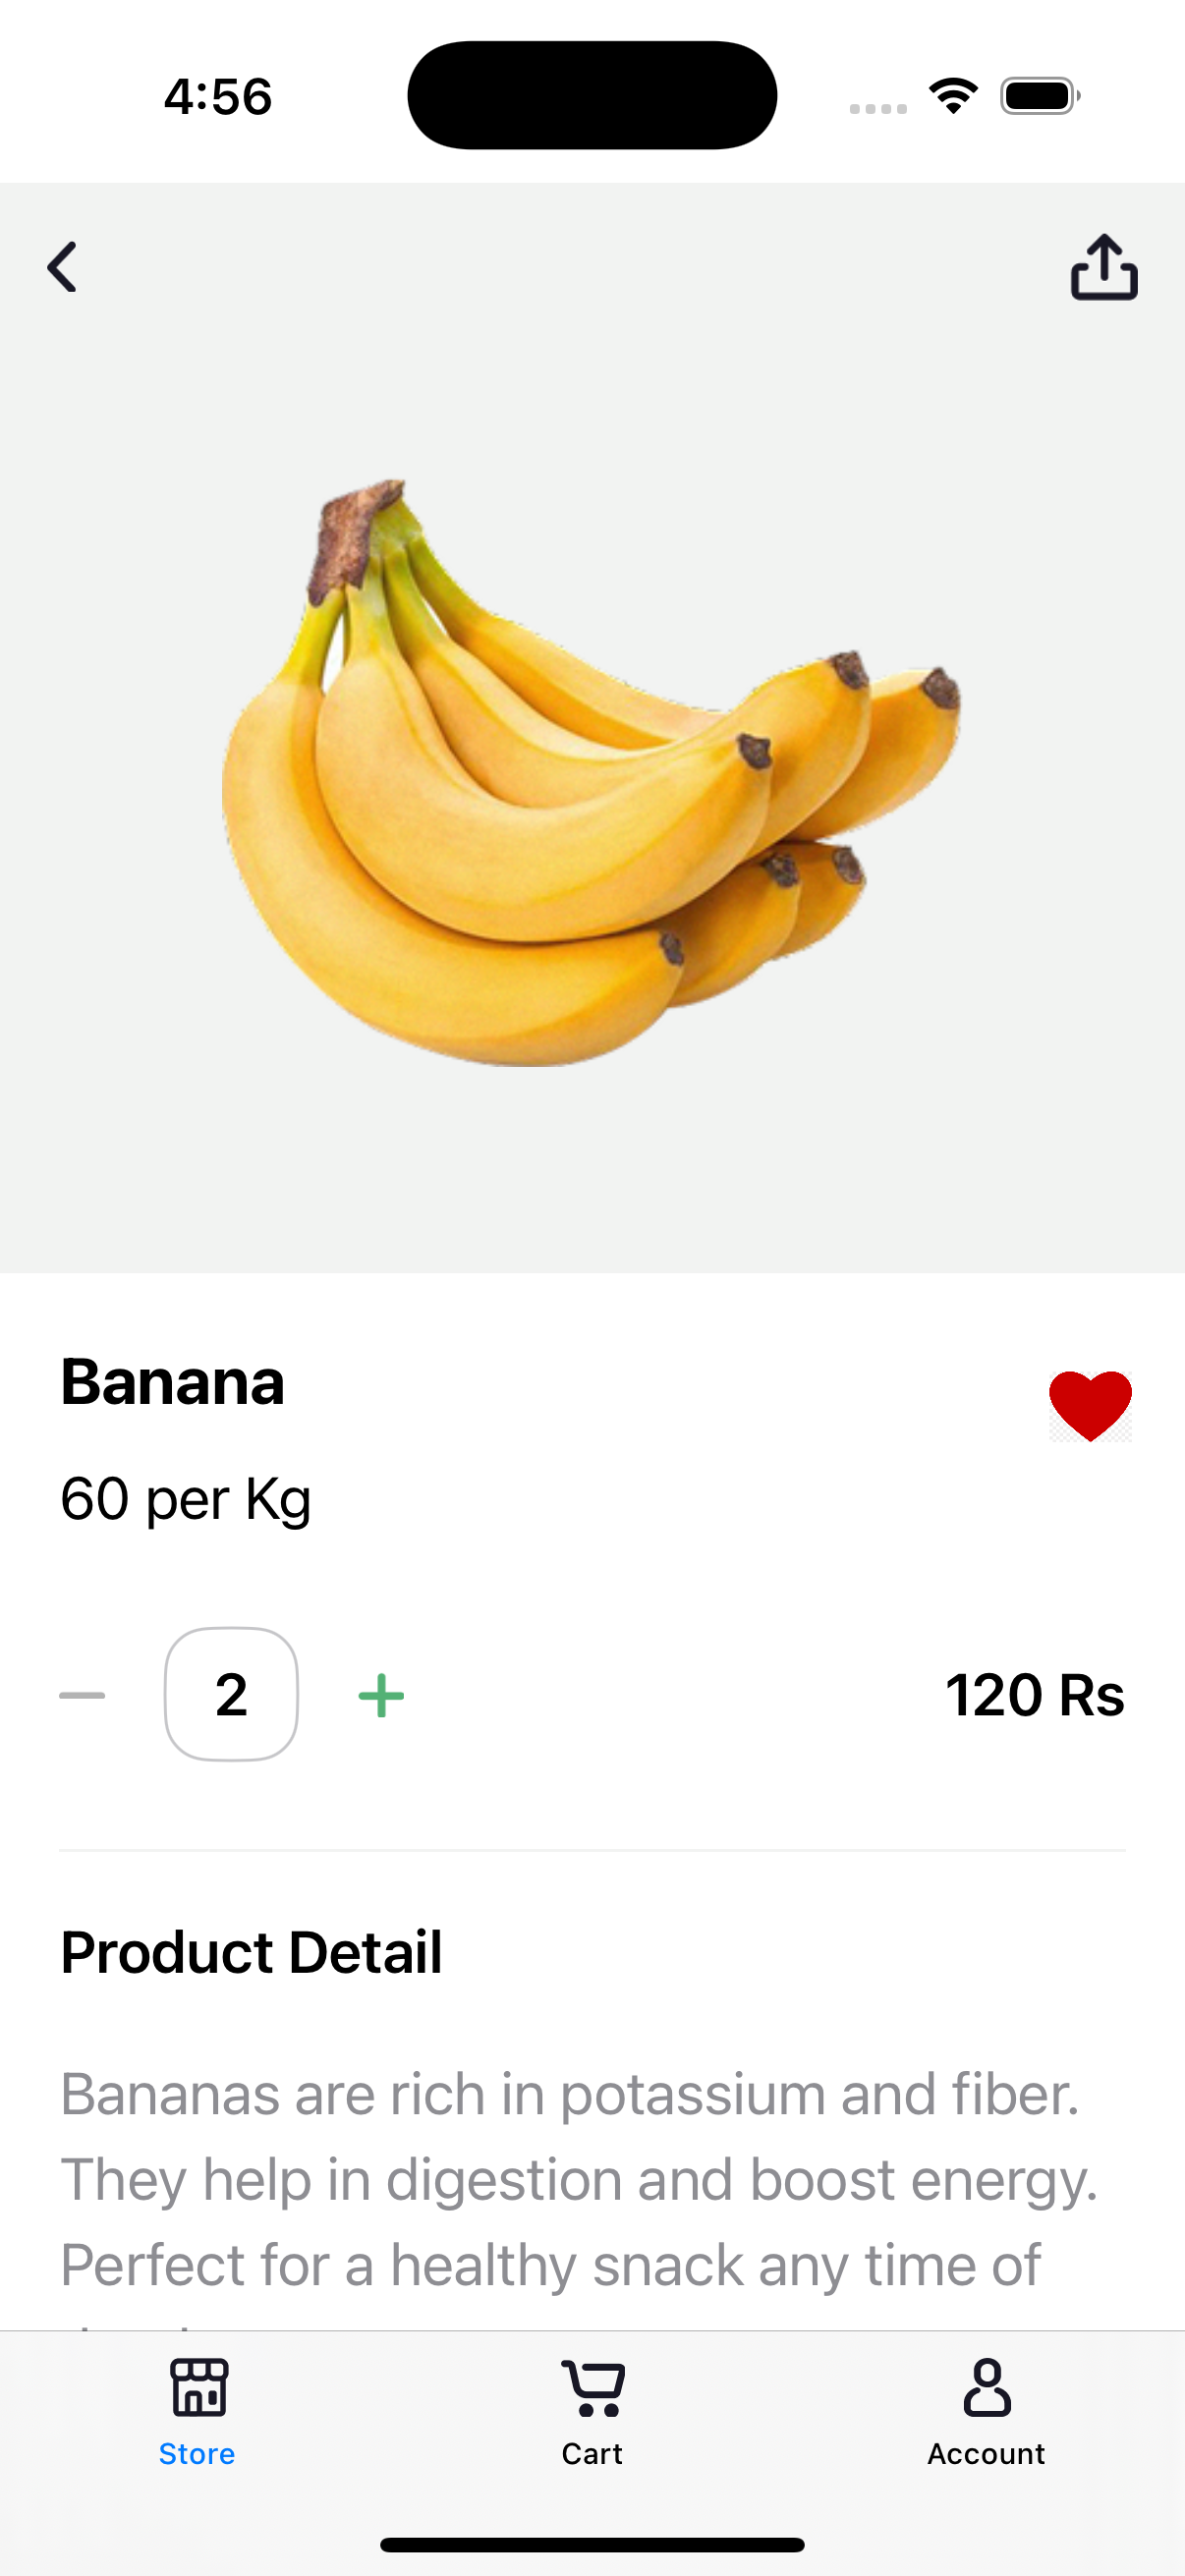 4:56
Banana
60 per Kg
2
120 Rs
Product Detail
Bananas are rich in potassium and fiber.
They help in digestion and boost energy.
Perfect for a healthy snack any time of
Store
Cart
Account